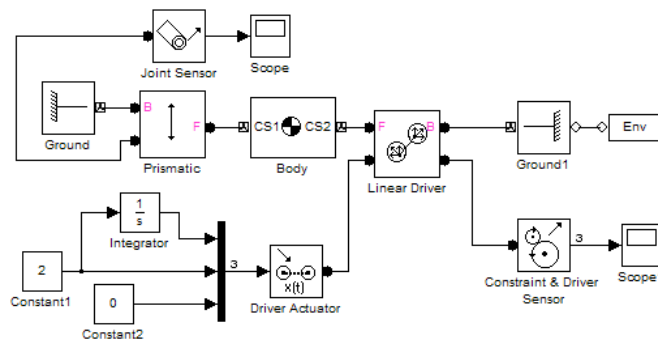 Joint Sensor
Scope
B
F
CS1 CS2
F B
Env
Ground
Prismatic
Body
Linear Driver
Ground1
1
s
Integrator
2
Constant1
0
Constant2
3
x(t)
Driver Actuator
3
Constraint & Driver
Sensor
Scope